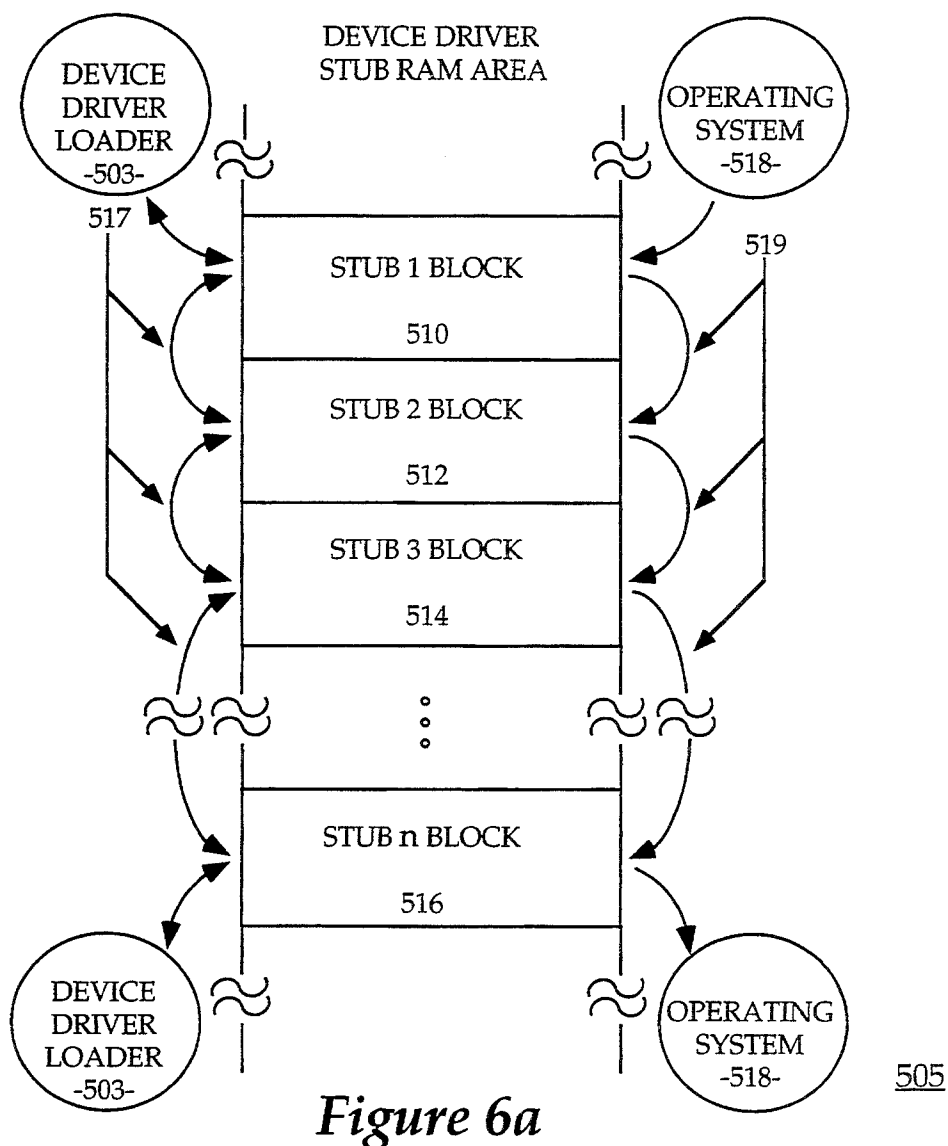 DEVICE DRIVER
STUB RAM AREA
DEVICE
DRIVER
LOADER
-503-
OPERATING
SYSTEM
-518-
517
519
STUB 1 BLOCK
510
STUB 2 BLOCK
512
STUB 3 BLOCK
514
STUB n BLOCK
516
DEVICE
DRIVER
LOADER
-503-
OPERATING
SYSTEM
-518-
505
Figure 6a